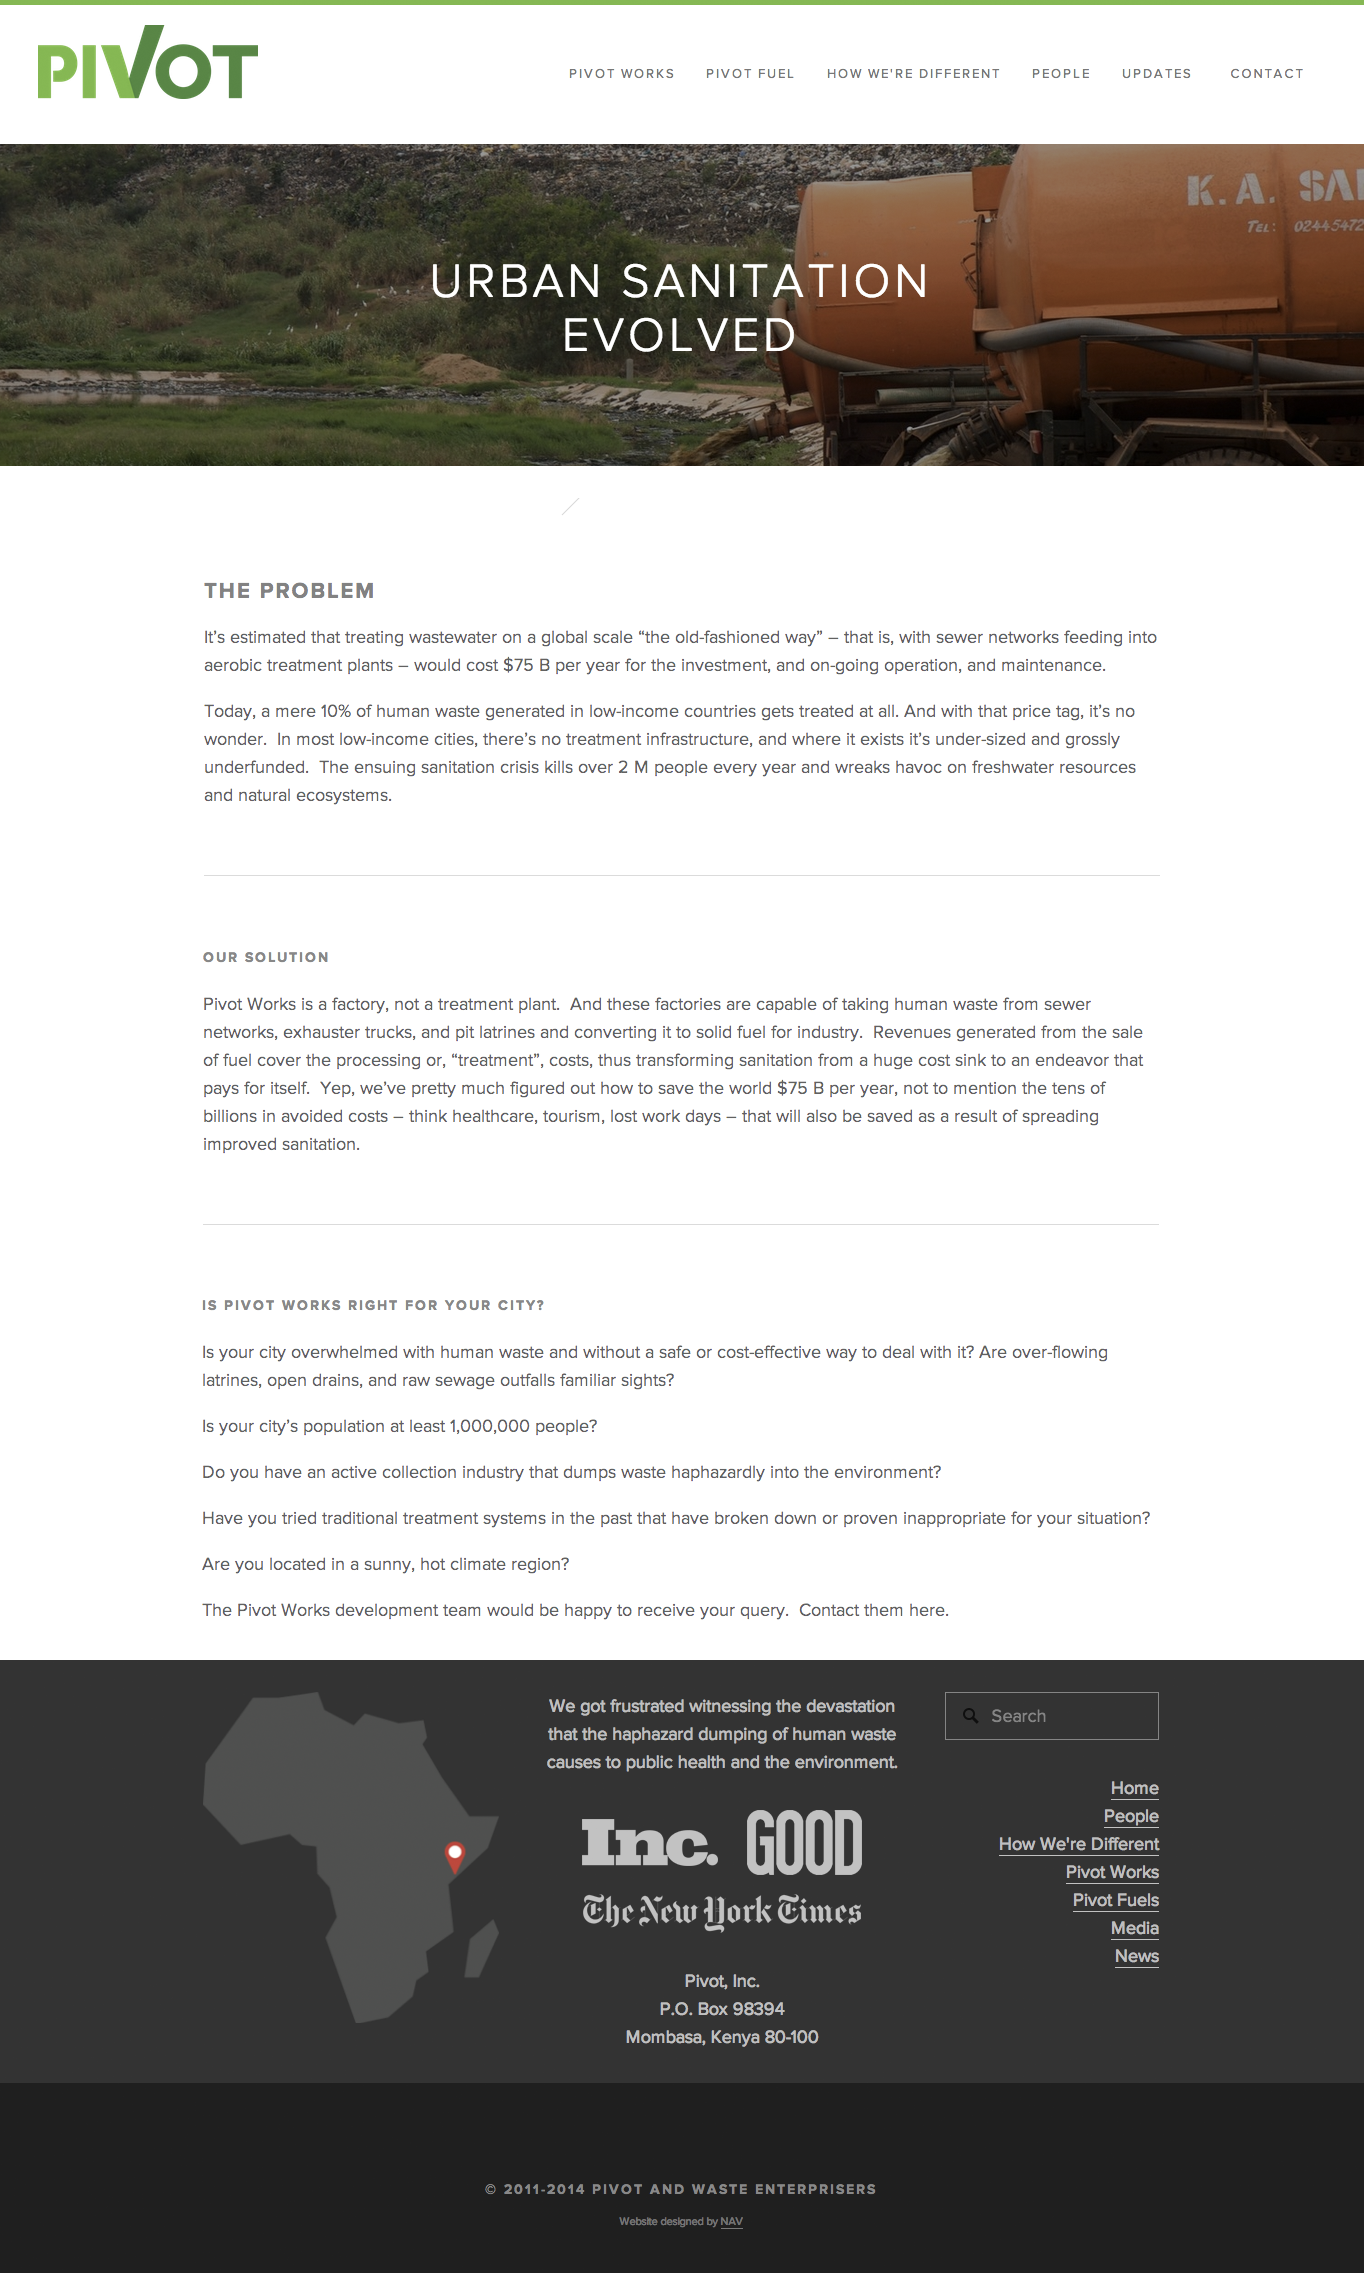 PIVOT
PIVOT WORKS PIVOT FUEL HOW WE'RE DIFFERENT PEOPLE UPDATES CONTACT
K.A. SA
TEL: 0244 5472
URBAN SANITATION
EVOLVED
THE PROBLEM
It’s estimated that treating wastewater on a global scale “the old-fashioned way” – that is, with sewer networks feeding into
aerobic treatment plants – would cost $75 B per year for the investment, and on-going operation, and maintenance.
Today, a mere 10% of human waste generated in low-income countries gets treated at all. And with that price tag, it’s no
wonder.  In most low-income cities, there’s no treatment infrastructure, and where it exists it’s under-sized and grossly
underfunded.  The ensuing sanitation crisis kills over 2 M people every year and wreaks havoc on freshwater resources
and natural ecosystems.
OUR SOLUTION
Pivot Works is a factory, not a treatment plant.  And these factories are capable of taking human waste from sewer
networks, exhauster trucks, and pit latrines and converting it to solid fuel for industry.  Revenues generated from the sale
of fuel cover the processing or, “treatment”, costs, thus transforming sanitation from a huge cost sink to an endeavor that
pays for itself.  Yep, we’ve pretty much figured out how to save the world $75 B per year, not to mention the tens of
billions in avoided costs – think healthcare, tourism, lost work days – that will also be saved as a result of spreading
improved sanitation.
IS PIVOT WORKS RIGHT FOR YOUR CITY?
Is your city overwhelmed with human waste and without a safe or cost-effective way to deal with it? Are over-flowing
latrines, open drains, and raw sewage outfalls familiar sights?
Is your city’s population at least 1,000,000 people?
Do you have an active collection industry that dumps waste haphazardly into the environment?
Have you tried traditional treatment systems in the past that have broken down or proven inappropriate for your situation?
Are you located in a sunny, hot climate region?
The Pivot Works development team would be happy to receive your query.  Contact them here.
We got frustrated witnessing the devastation
that the haphazard dumping of human waste
causes to public health and the environment.
Inc. GOOD
The New York Times
Pivot, Inc.
P.O. Box 98394
Mombasa, Kenya 80-100
Search
Home
People
How We're Different
Pivot Works
Pivot Fuels
Media
News
© 2011-2014 PIVOT AND WASTE ENTERPRISERS
Website designed by NAV